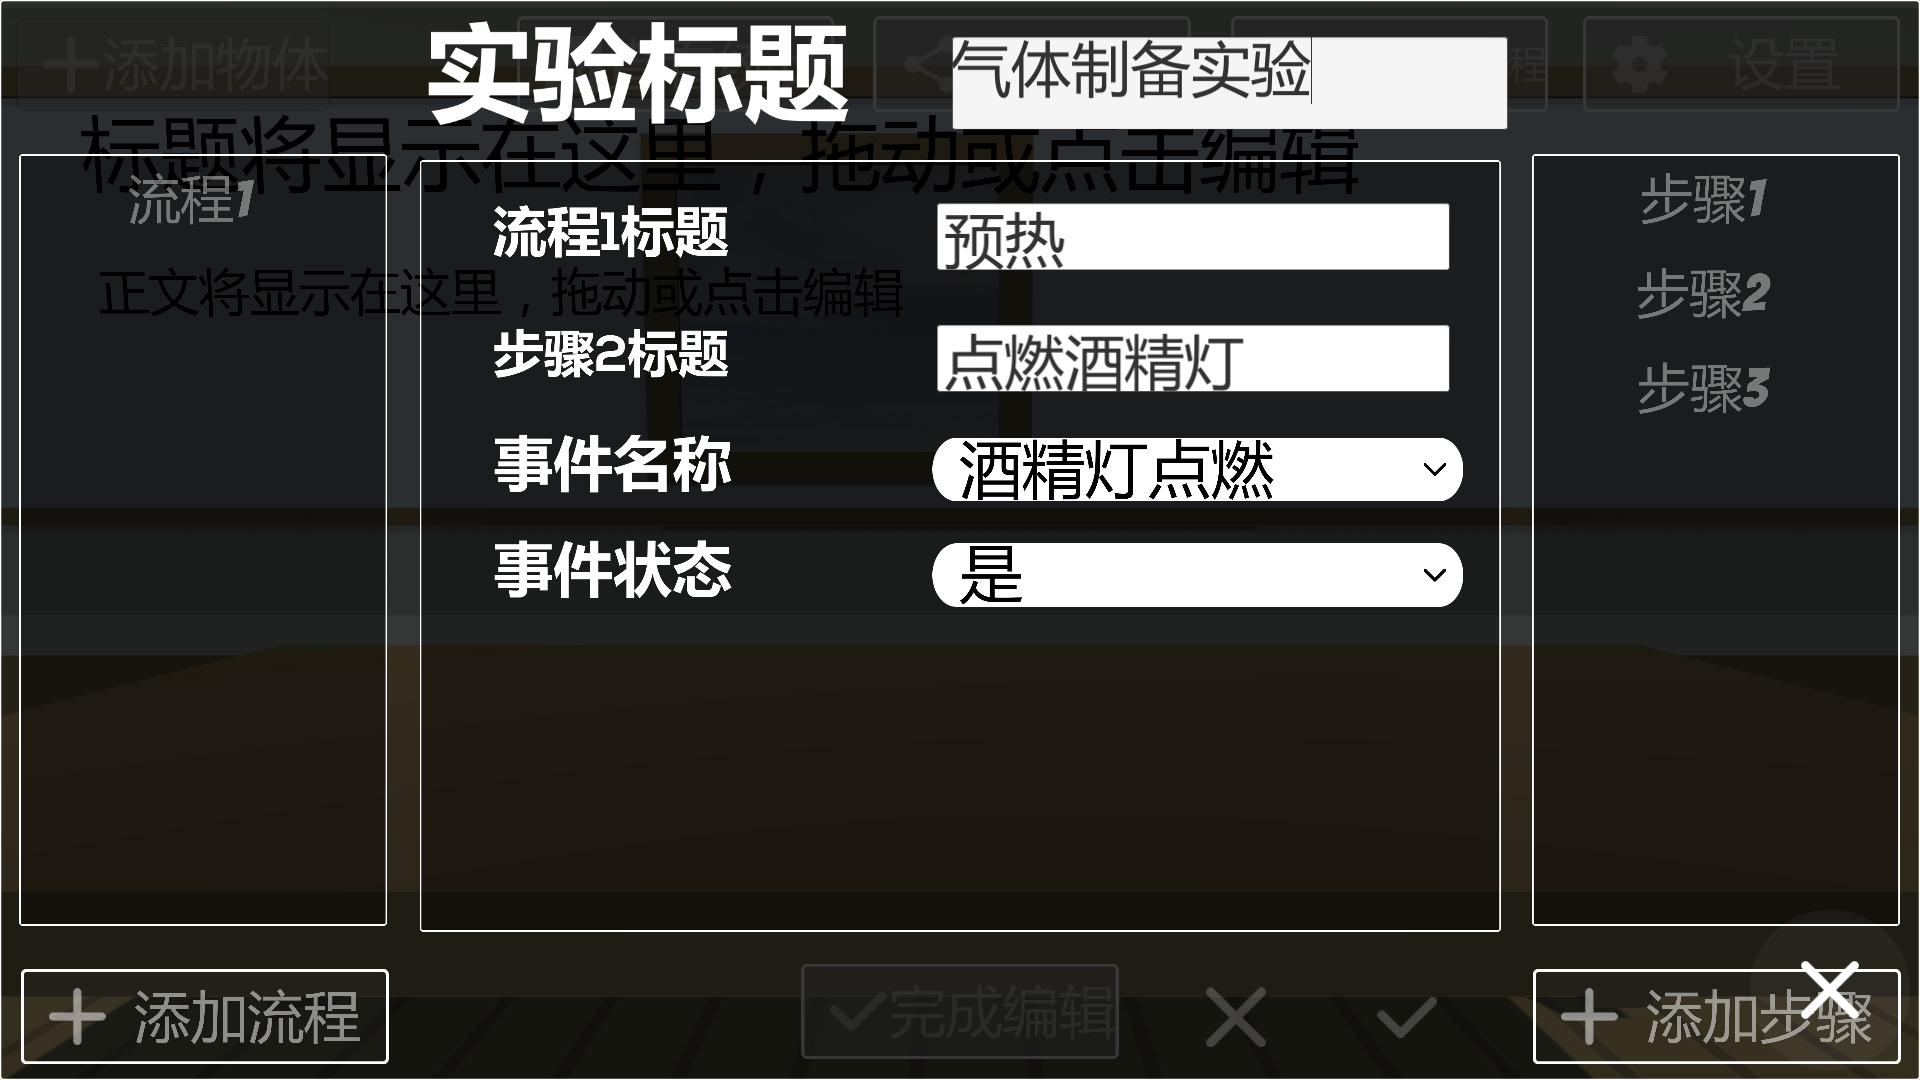 添加物体
程
设置
实验标题
气体制备实验
标题将显示在这里，拖动或点击编辑
流程1
流程1标题
预热
步骤1
正文将显示在这里，拖动或点击编辑
步骤2标题
点燃酒精灯
步骤2
步骤3
事件名称
酒精灯点燃
事件状态
是
添加流程
完成编辑
添加步骤